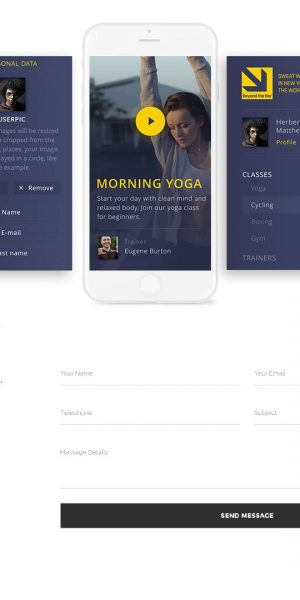 SONAL DATA
USERPIC
mages will be resized
cropped from the
places, your image
ayed in a circle, like
e example.
× Remove
Name
E-mail
ast name
MORNING YOGA
Start your day with clean mind and
relaxed body. Join our yoga class
for beginners.
Trainer
Eugene Burton
Beyond the Bar
SWEAT W
IN NEW Y
THE WOR
Herber
Matthe
Profile
CLASSES
Yoga
Cycling
Boxing
Gym
TRAINERS
Your Name
Your Email
Telephone
Subject
Message Details
SEND MESSAGE